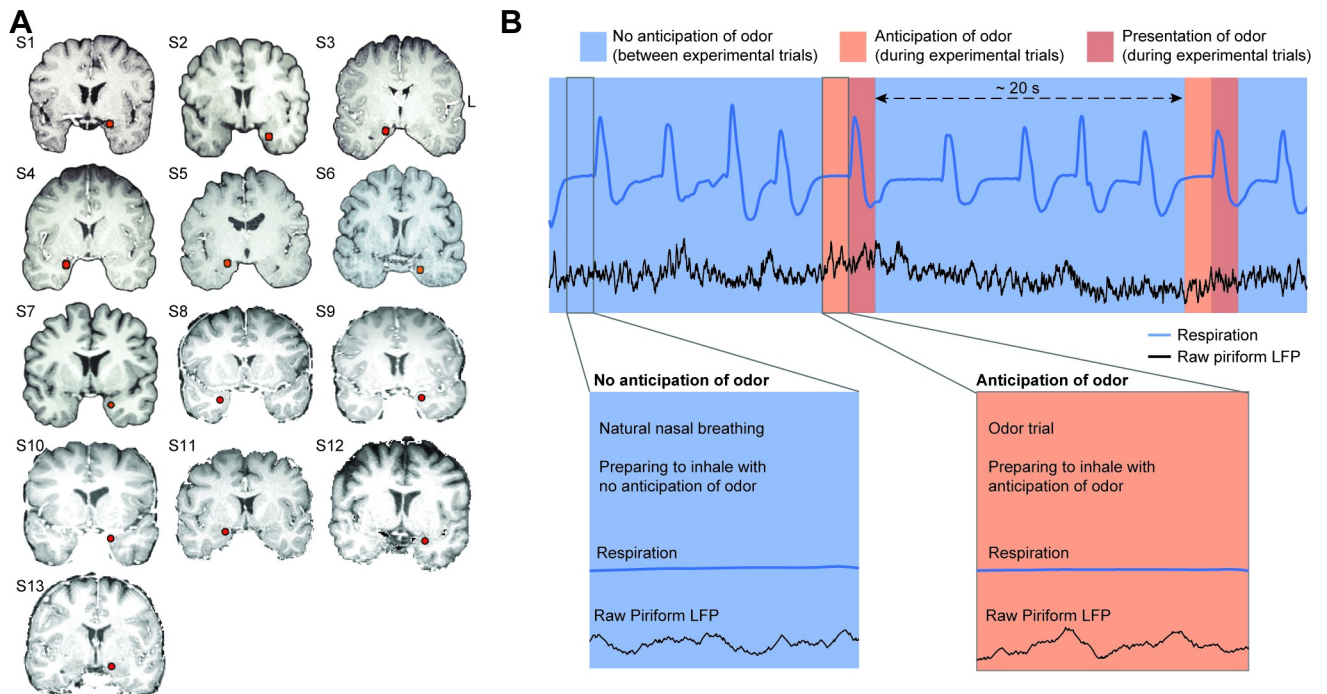 A
S1
S2
S3
L
S4
S5
S6
S7
S8
S9
S10
S11
S12
S13
B
No anticipation of odor
(between experimental trials)
Anticipation of odor
(during experimental trials)
Presentation of odor
(during experimental trials)
~ 20 s
Respiration
Raw piriform LFP
No anticipation of odor
Natural nasal breathing
Preparing to inhale with
no anticipation of odor
Respiration
Raw Piriform LFP
Anticipation of odor
Odor trial
Preparing to inhale with
anticipation of odor
Respiration
Raw Piriform LFP